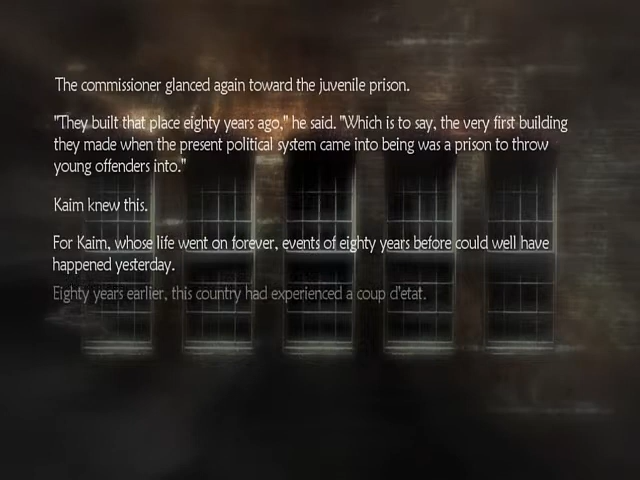 The commissioner glanced again toward the juvenile prison.
"They built that place eighty years ago," he said. "Which is to say, the very first building
they made when the present political system came into being was a prison to throw
young offenders into."
Kaim knew this.
For Kaim, whose life went on forever, events of eighty years before could well have
happened yesterday.
Eighty years earlier, this country had experienced a coup d'etat.